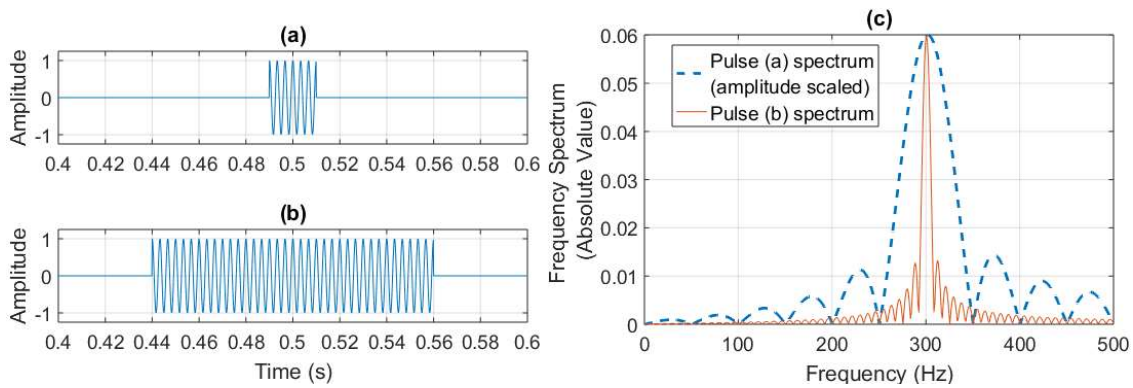 (a)
Amplitude
1
0
-1
0.4 0.42 0.44 0.46 0.48 0.5 0.52 0.54 0.56 0.58 0.6
(b)
Amplitude
1
0
-1
0.4 0.42 0.44 0.46 0.48 0.5 0.52 0.54 0.56 0.58 0.6
Time (s)
(c)
Frequency Spectrum
(Absolute Value)
0.06
0.05
0.04
0.03
0.02
0.01
0
Pulse (a) spectrum
(amplitude scaled)
Pulse (b) spectrum
0 100 200 300 400 500
Frequency (Hz)